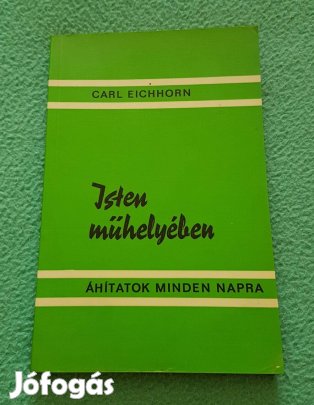 CARL EICHHORN
Isten
műhelyében
ÁHÍTATOK MINDEN NAPRA
Jófogás